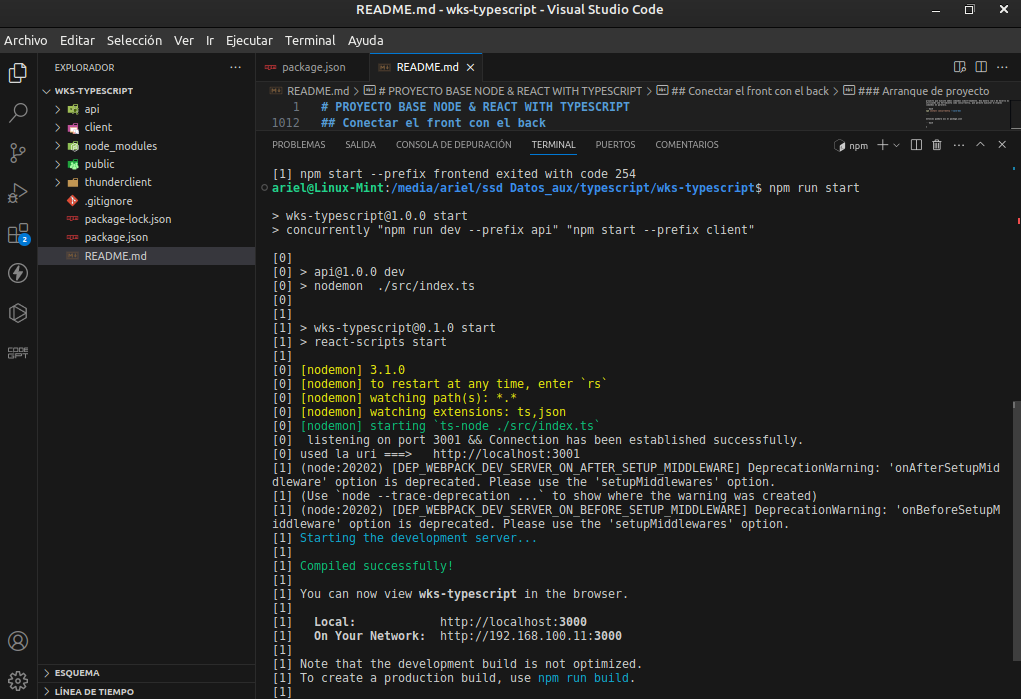 README.md - wks-typescript - Visual Studio Code
Archivo Editar Selección Ver Ir Ejecutar Terminal Ayuda
EXPLORADOR
WKS-TYPESCRIPT
api
client
node_modules
public
thunderclient
.gitignore
package-lock.json
package.json
README.md
2
CODE
GPT
ESQUEMA
LÍNEA DE TIEMPO
package.json README.md
README.md > # PROYECTO BASE NODE & REACT WITH TYPESCRIPT > ## Conectar el front con el back > ### Arranque de proyecto
1 # PROYECTO BASE NODE & REACT WITH TYPESCRIPT
1012 ## Conectar el front con el back
PROBLEMAS SALIDA CONSOLA DE DEPURACIÓN TERMINAL PUERTOS COMENTARIOS npm
[1] npm start --prefix frontend exited with code 254
ariel@Linux-Mint:/media/ariel/ssd Datos_aux/typescript/wks-typescript$ npm run start
> wks-typescript@1.0.0 start
> concurrently "npm run dev --prefix api" "npm start --prefix client"
[0]
[0] > api@1.0.0 dev
[0] > nodemon  ./src/index.ts
[0]
[1]
[1] > wks-typescript@0.1.0 start
[1] > react-scripts start
[1]
[0] [nodemon] 3.1.0
[0] [nodemon] to restart at any time, enter `rs`
[0] [nodemon] watching path(s): *.*
[0] [nodemon] watching extensions: ts,json
[0] [nodemon] starting `ts-node ./src/index.ts`
[0]  listening on port 3001 && Connection has been established successfully.
[0] used la uri ===>   http://localhost:3001
[1] (node:20202) [DEP_WEBPACK_DEV_SERVER_ON_AFTER_SETUP_MIDDLEWARE] DeprecationWarning: 'onAfterSetupMid
dleware' option is deprecated. Please use the 'setupMiddlewares' option.
[1] (Use `node --trace-deprecation ...` to show where the warning was created)
[1] (node:20202) [DEP_WEBPACK_DEV_SERVER_ON_BEFORE_SETUP_MIDDLEWARE] DeprecationWarning: 'onBeforeSetupM
iddleware' option is deprecated. Please use the 'setupMiddlewares' option.
[1] Starting the development server...
[1]
[1] Compiled successfully!
[1]
[1] You can now view wks-typescript in the browser.
[1]
[1]   Local:            http://localhost:3000
[1]   On Your Network:  http://192.168.100.11:3000
[1]
[1] Note that the development build is not optimized.
[1] To create a production build, use npm run build.
[1]